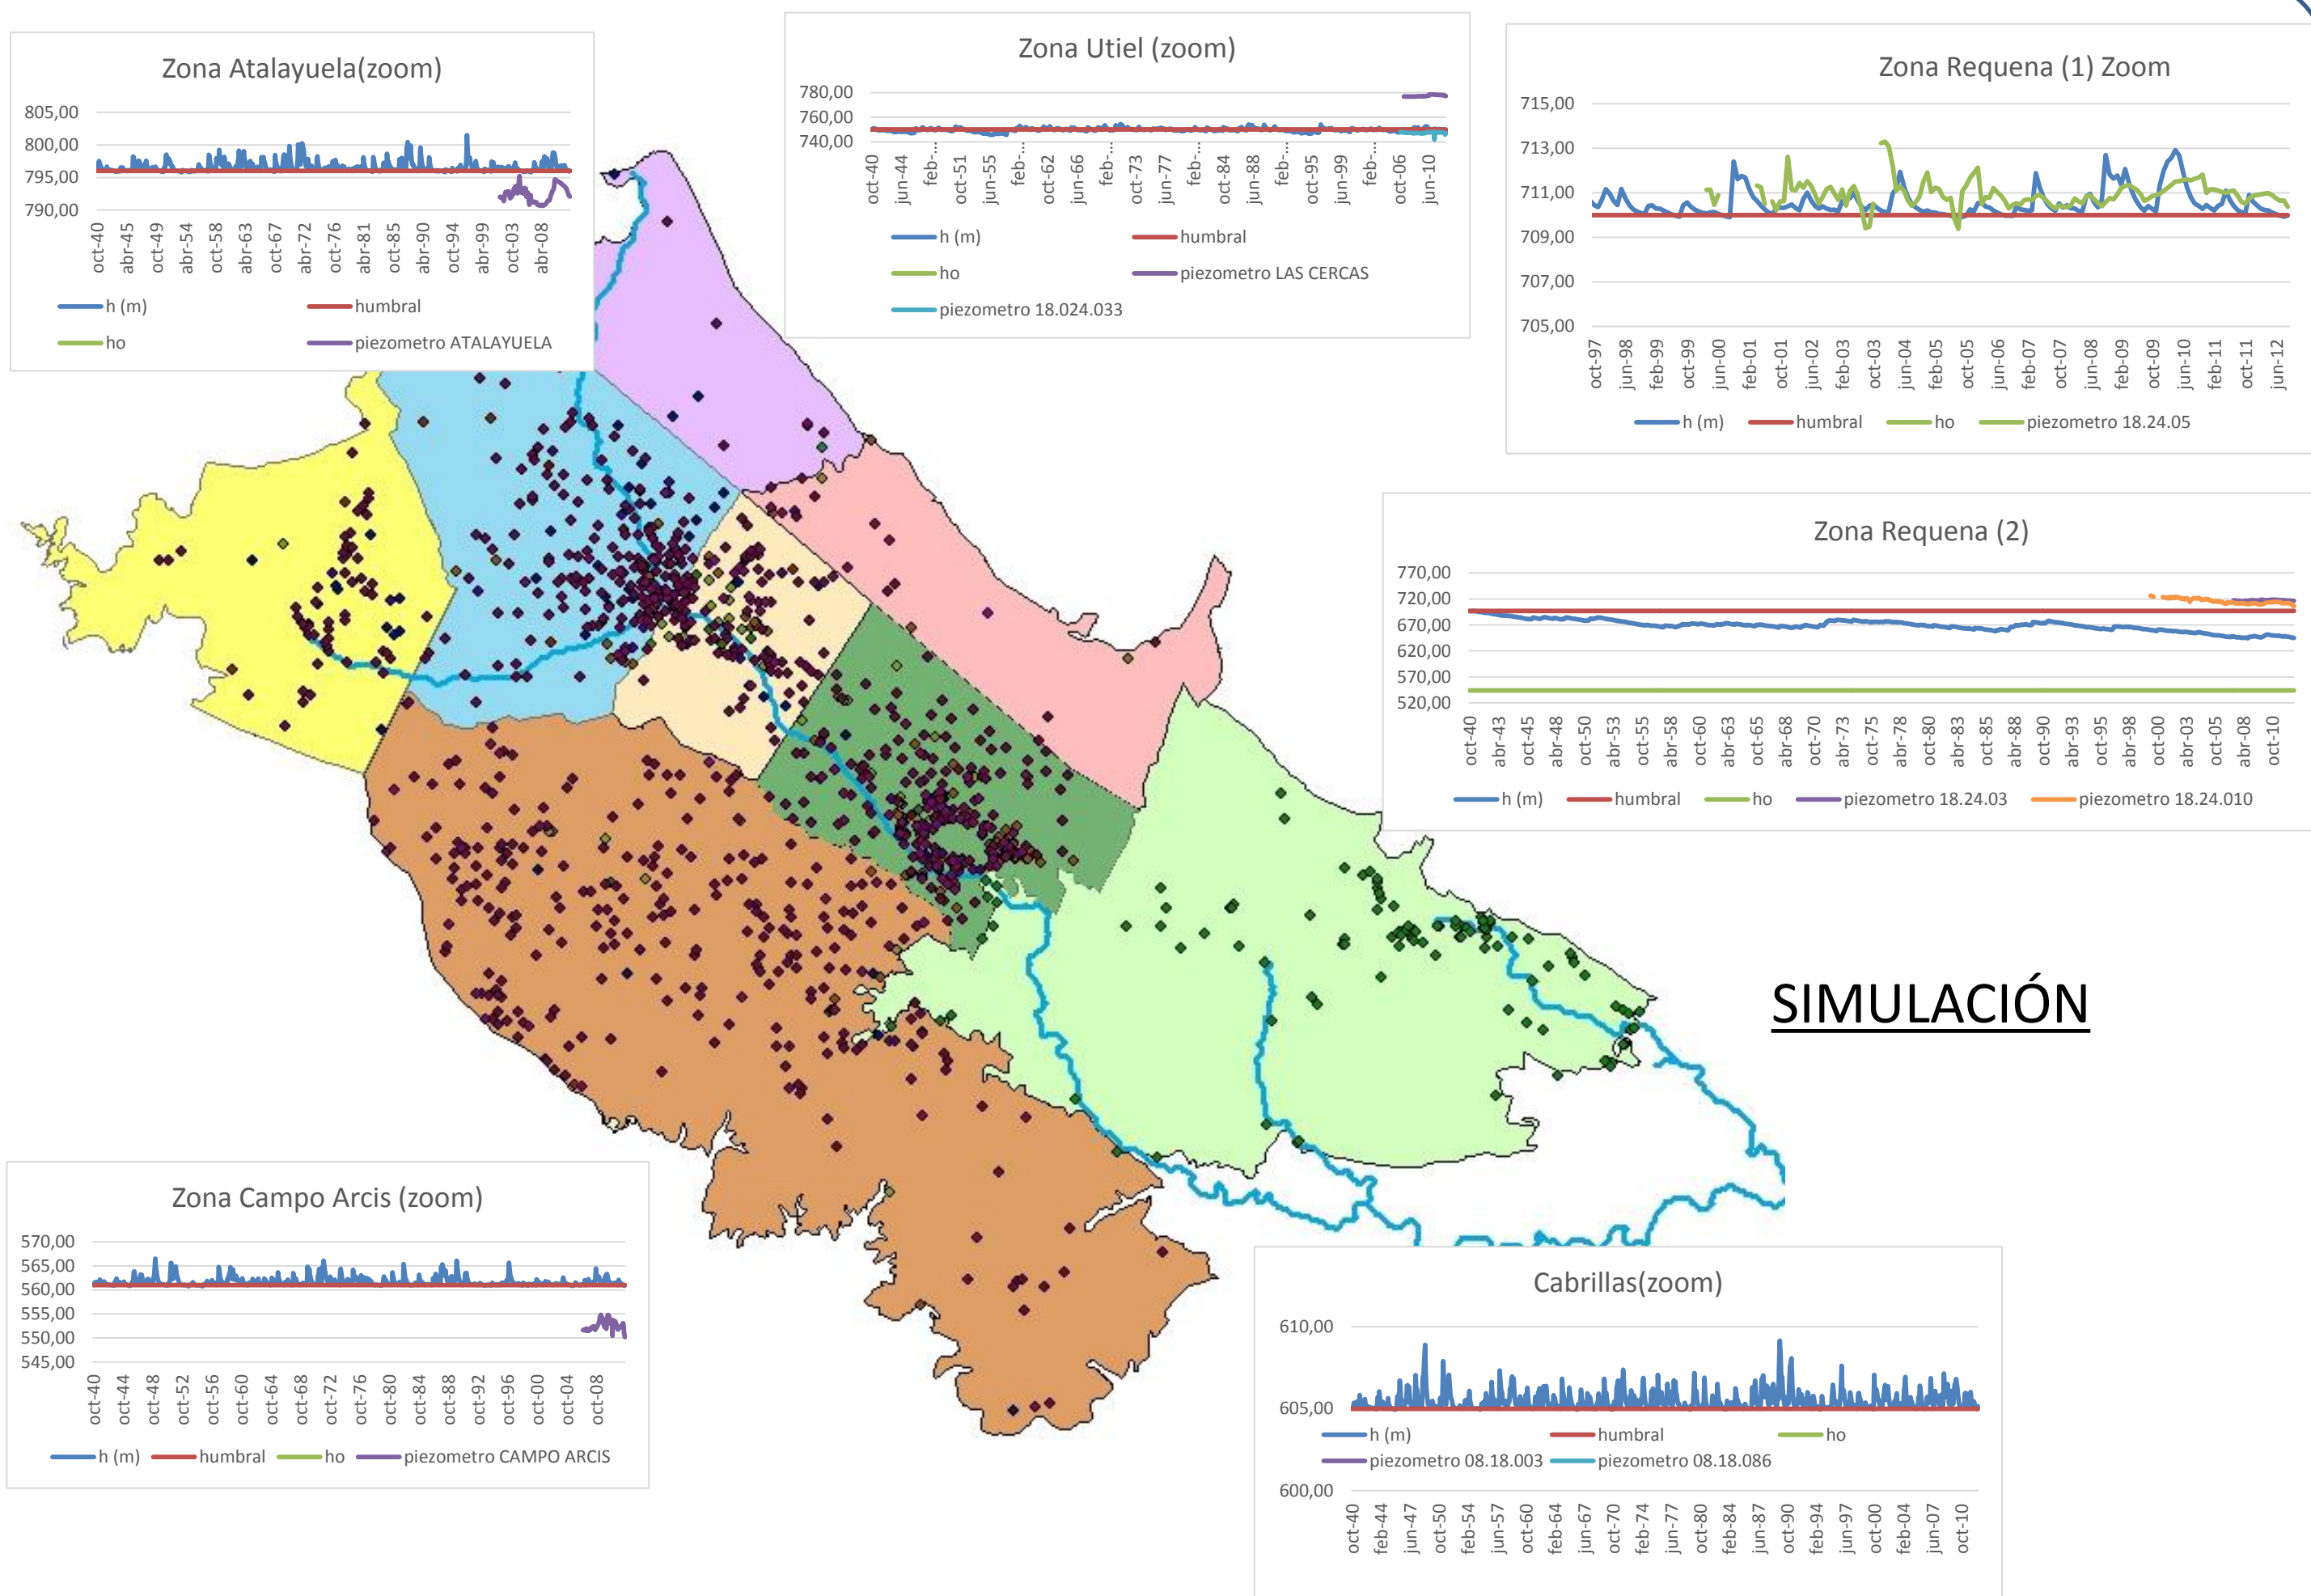 Zona Atalayuela(zoom)
805,00
800,00
795,00
790,00
oct-40
abr-45
oct-49
abr-54
oct-58
abr-63
oct-67
abr-72
oct-76
abr-81
oct-85
abr-90
oct-94
abr-99
oct-03
abr-08
h (m)
humbral
ho
piezometro ATALAYUELA
Zona Utiel (zoom)
780,00
760,00
740,00
oct-40
jun-44
feb-...
oct-51
jun-55
feb-...
oct-62
jun-66
feb-...
oct-73
jun-77
feb-...
oct-84
jun-88
feb-...
oct-95
jun-99
feb-...
oct-06
jun-10
h (m)
humbral
ho
piezometro LAS CERCAS
piezometro 18.024.033
Zona Requena (1) Zoom
715,00
713,00
711,00
709,00
707,00
705,00
oct-97
jun-98
feb-99
oct-99
jun-00
feb-01
oct-01
jun-02
feb-03
oct-03
jun-04
feb-05
oct-05
jun-06
feb-07
oct-07
jun-08
feb-09
oct-09
jun-10
feb-11
oct-11
jun-12
h (m)
humbral
ho
piezometro 18.24.05
Zona Requena (2)
770,00
720,00
670,00
620,00
570,00
520,00
oct-40
abr-43
oct-45
abr-48
oct-50
abr-53
oct-55
abr-58
oct-60
abr-63
oct-65
abr-68
oct-70
abr-73
oct-75
abr-78
oct-80
abr-83
oct-85
abr-88
oct-90
abr-93
oct-95
abr-98
oct-00
abr-03
oct-05
abr-08
oct-10
h (m)
humbral
ho
piezometro 18.24.03
piezometro 18.24.010
SIMULACIÓN
Zona Campo Arcis (zoom)
570,00
565,00
560,00
555,00
550,00
545,00
oct-40
oct-44
oct-48
oct-52
oct-56
oct-60
oct-64
oct-68
oct-72
oct-76
oct-80
oct-84
oct-88
oct-92
oct-96
oct-00
oct-04
oct-08
h (m)
humbral
ho
piezometro CAMPO ARCIS
Cabrillas(zoom)
610,00
605,00
h (m)
humbral
ho
piezometro 08.18.003
piezometro 08.18.086
600,00
oct-40
feb-44
jun-47
oct-50
feb-54
jun-57
oct-60
feb-64
jun-67
oct-70
feb-74
jun-77
oct-80
feb-84
jun-87
oct-90
feb-94
jun-97
oct-00
feb-04
jun-07
oct-10